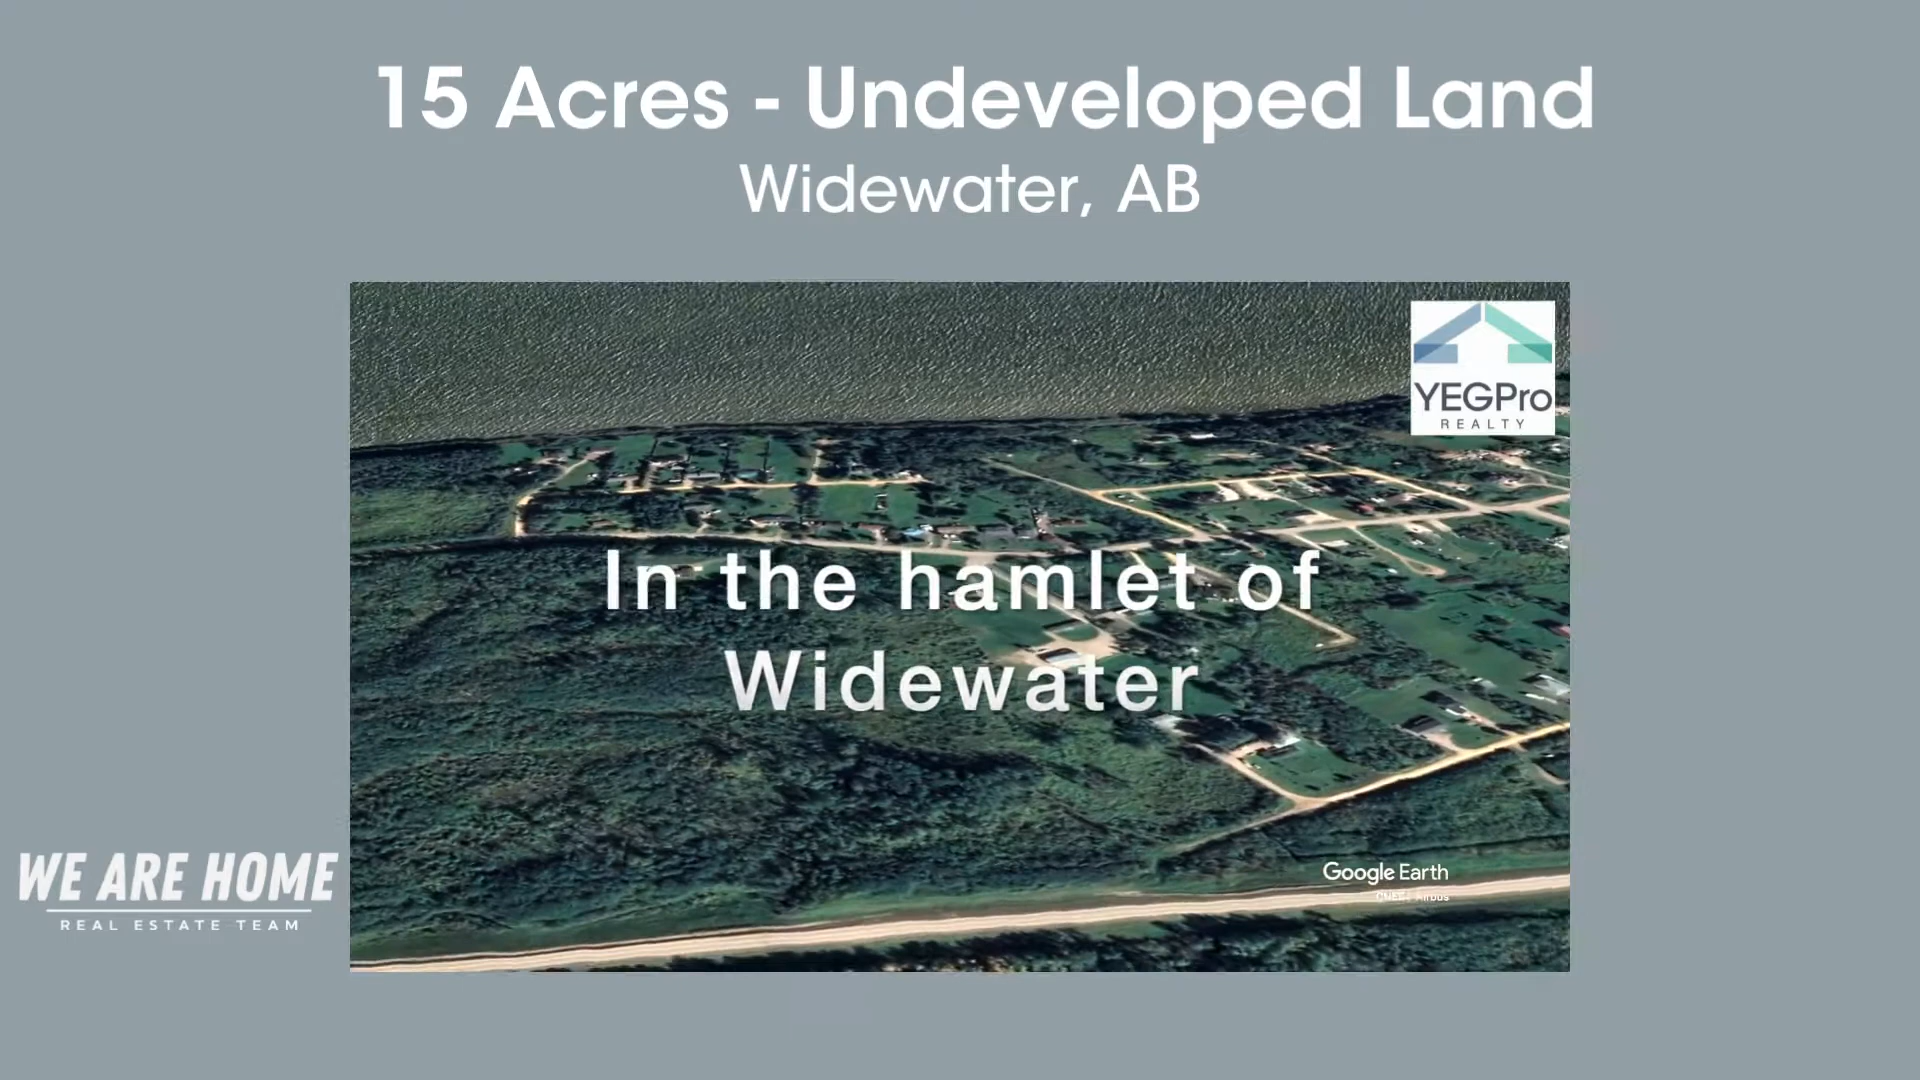 15 Acres - Undeveloped Land
Widewater, AB
YEGPro
REALTY
In the hamlet of
Widewater
WE ARE HOME
REAL ESTATE TEAM
Google Earth
Airbus